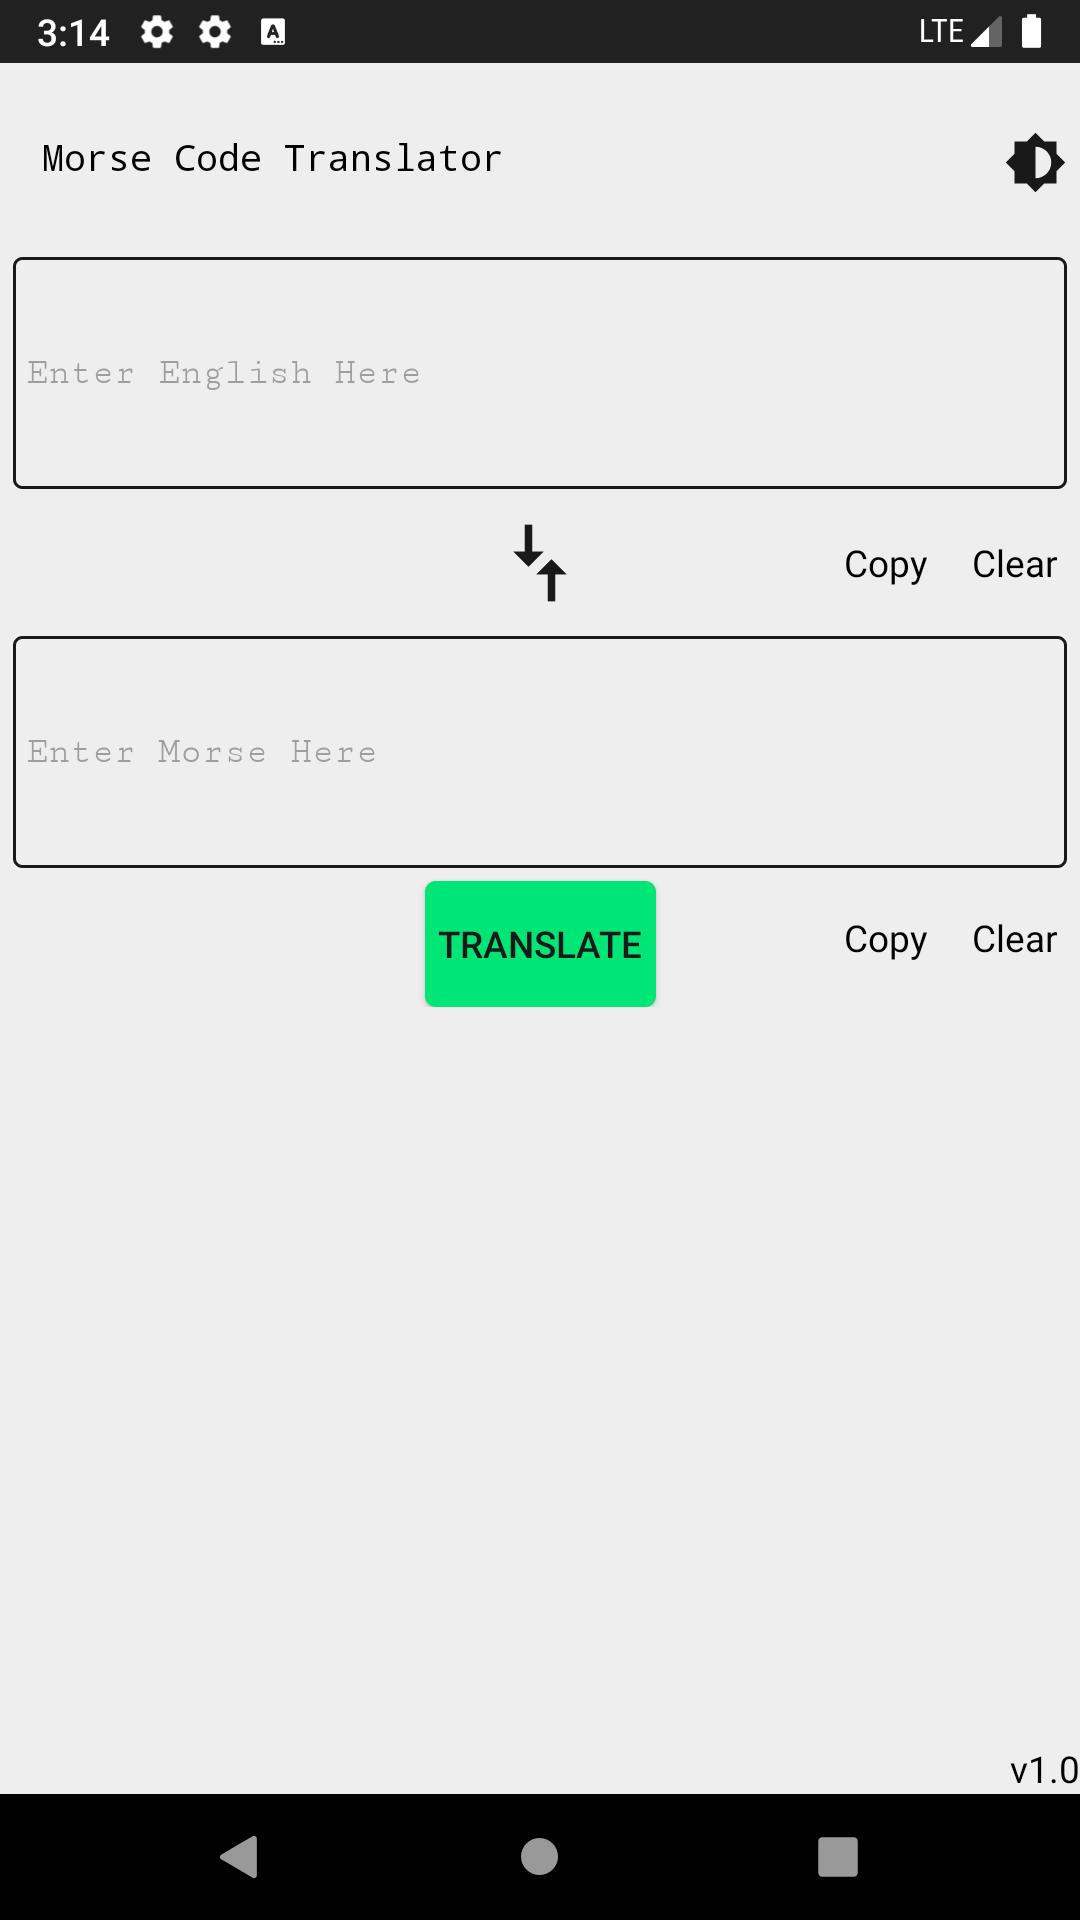 3:14 A LTE
Morse Code Translator
Enter English Here
Copy Clear
Enter Morse Here
TRANSLATE Copy Clear
v1.0